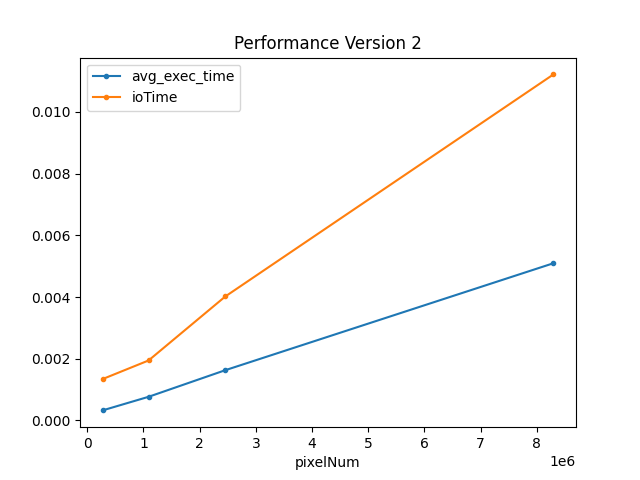 Performance Version 2
avg_exec_time
ioTime
0.010
0.008
0.006
0.004
0.002
0.000
0 1 2 3 4 5 6 7 8
1e6
pixelNum